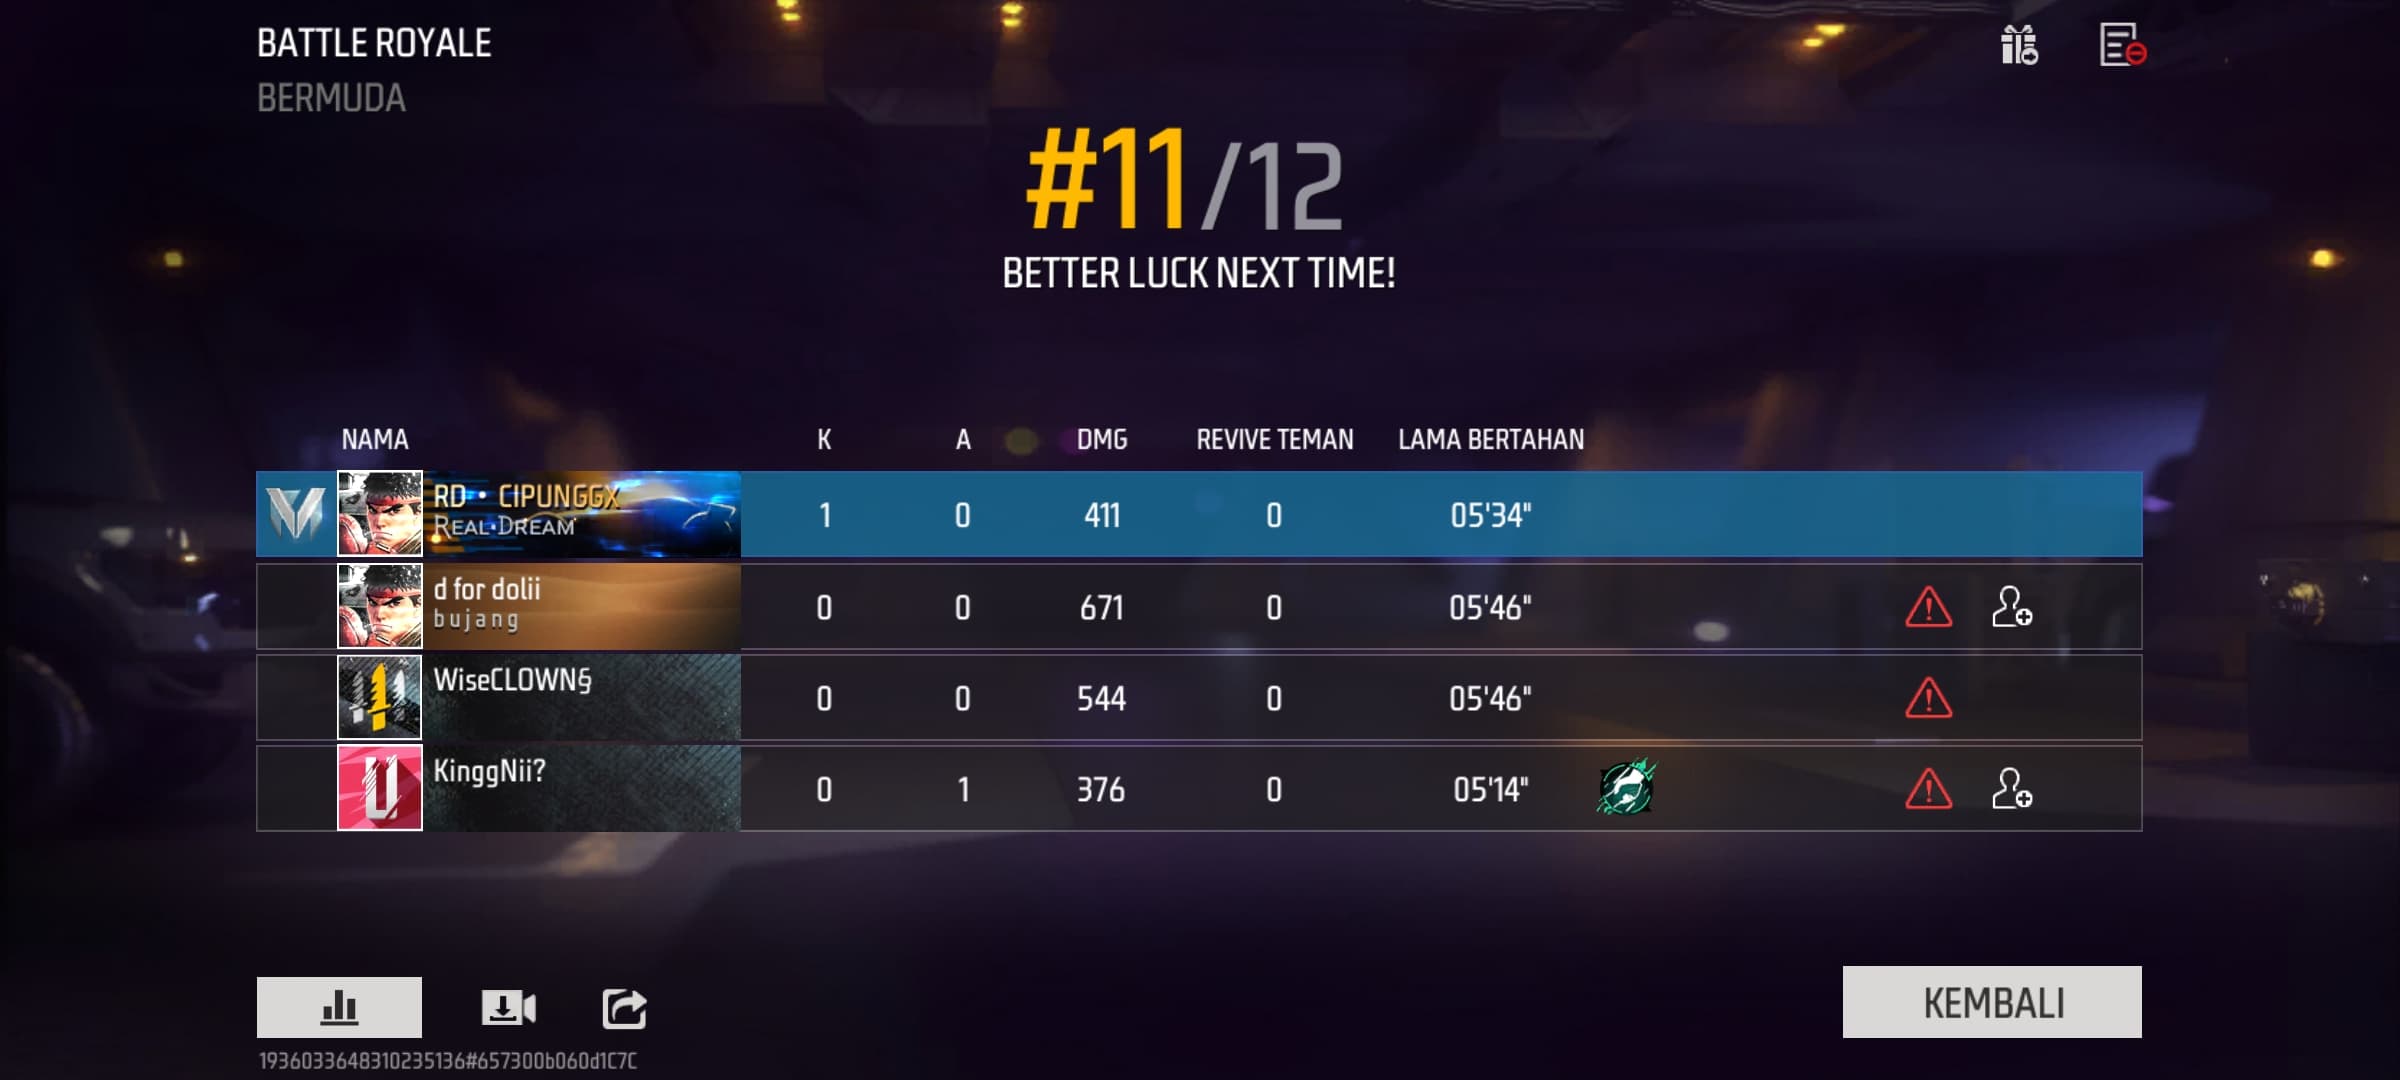 BATTLE ROYALE
BERMUDA
#11/12
BETTER LUCK NEXT TIME!
NAMA K A DMG REVIVE TEMAN LAMA BERTAHAN
RD • CIPUNGGX
REAL•DREAM
1 0 411 0 05'34"
d for dolii
bujang
0 0 671 0 05'46"
WiseCLOWN§
0 0 544 0 05'46"
KinggNii?
0 1 376 0 05'14"
KEMBALI
1936033648310235136#657300b060d1C7C